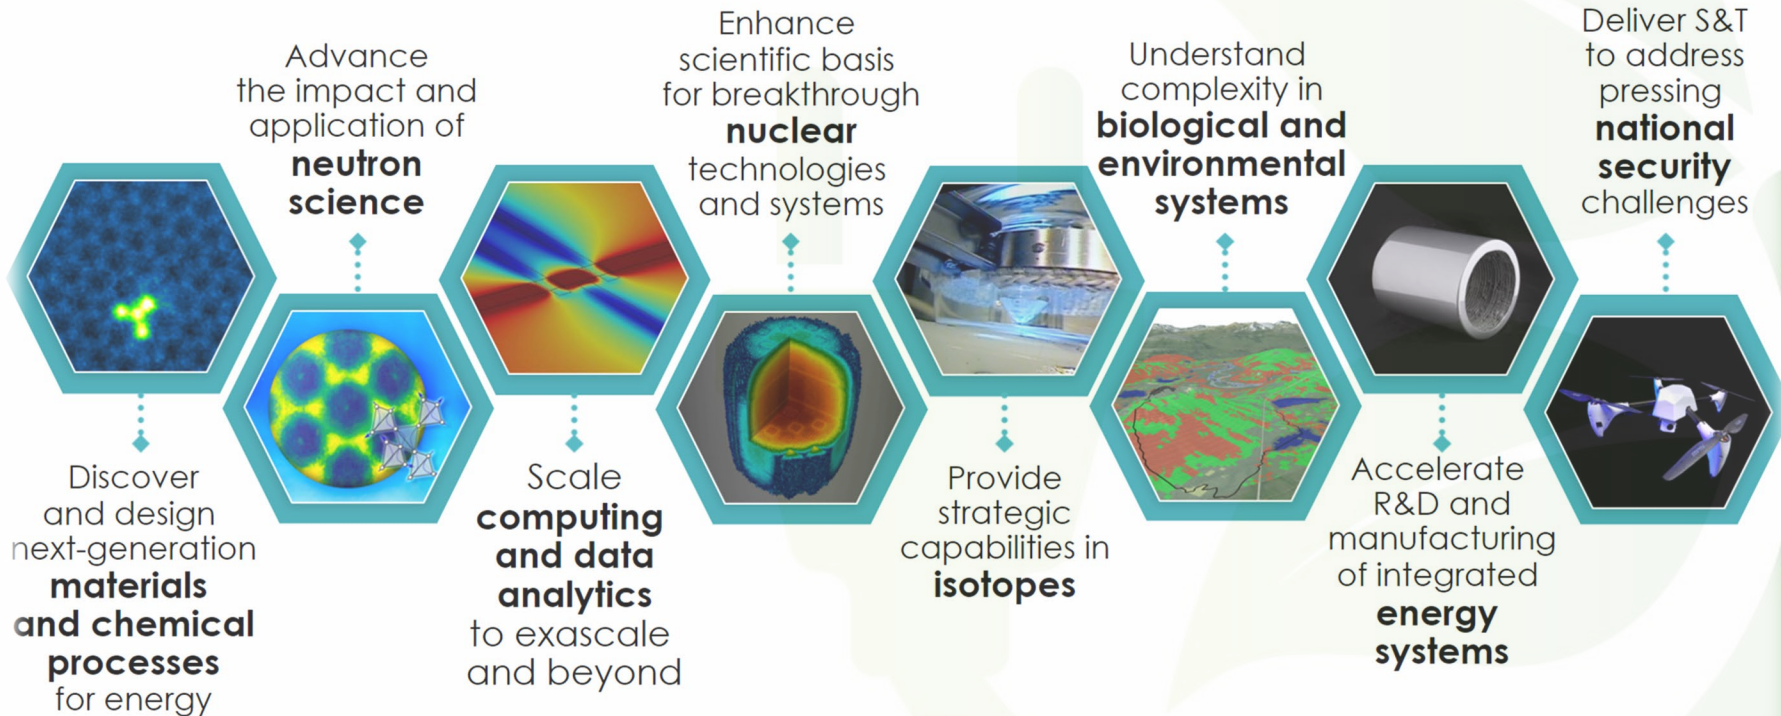 Discover
and design
next-generation
materials
and chemical
processes
for energy
Advance
the impact and
application of
neutron
science
Scale
computing
and data
analytics
to exascale
and beyond
Enhance
scientific basis
for breakthrough
nuclear
technologies
and systems
Provide
strategic
capabilities in
isotopes
Understand
complexity in
biological and
environmental
systems
Accelerate
R&D and
manufacturing
of integrated
energy
systems
Deliver S&T
to address
pressing
national
security
challenges